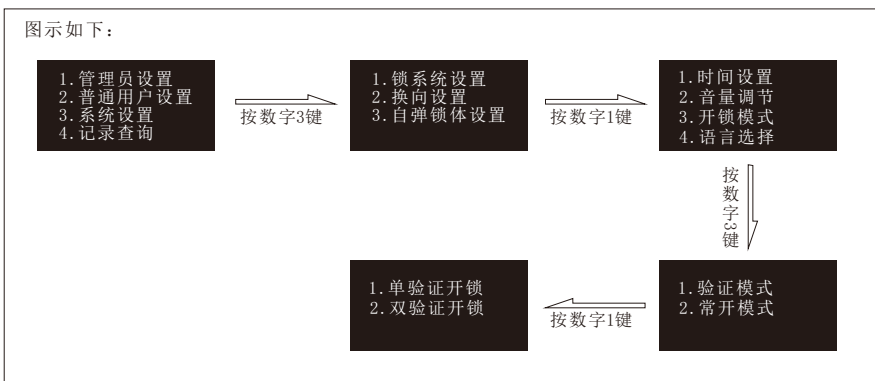 图示如下:
1.管理员设置
2.普通用户设置
3.系统设置
4.记录查询
按数字3键
1.锁系统设置
2.换向设置
3.自弹锁体设置
按数字1键
1.时间设置
2.音量调节
3.开锁模式
4.语言选择
按数字3键
1.验证模式
2.常开模式
按数字1键
1.单验证开锁
2.双验证开锁